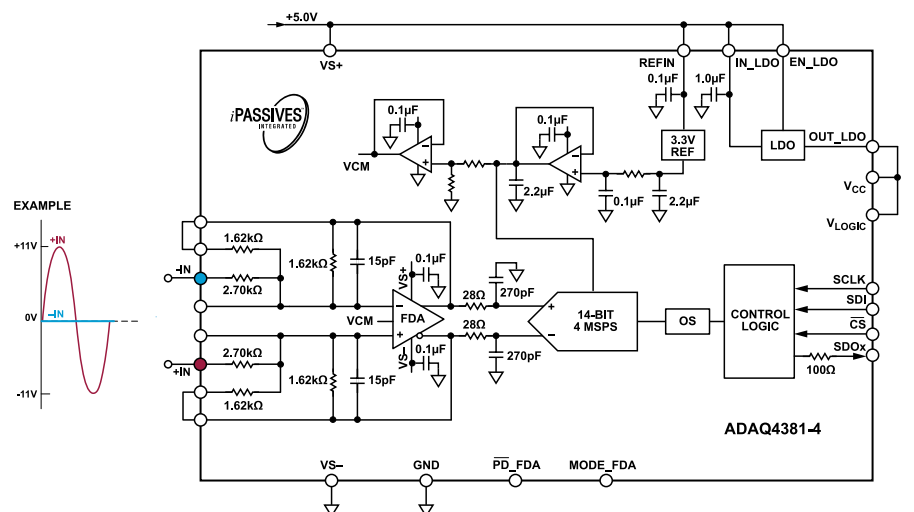 +5.0V
VS+
REFIN
IN_LDO
EN_LDO
0.1µF
1.0µF
iPASSIVES™
INTEGRATED
0.1µF
0.1µF
VCM
3.3V
REF
LDO
OUT_LDO
VCC
VLOGIC
2.2µF
0.1µF
2.2µF
EXAMPLE
+11V
+IN
–IN
0V
–11V
1.62kΩ
–IN
2.70kΩ
1.62kΩ
15pF
VS+
0.1µF
28Ω
270pF
VCM
FDA
28Ω
14-BIT
4 MSPS
OS
CONTROL
LOGIC
SCLK
SDI
CS
SDOx
100Ω
+IN
2.70kΩ
1.62kΩ
1.62kΩ
15pF
VS–
0.1µF
270pF
ADAQ4381-4
VS–
GND
PD_FDA
MODE_FDA